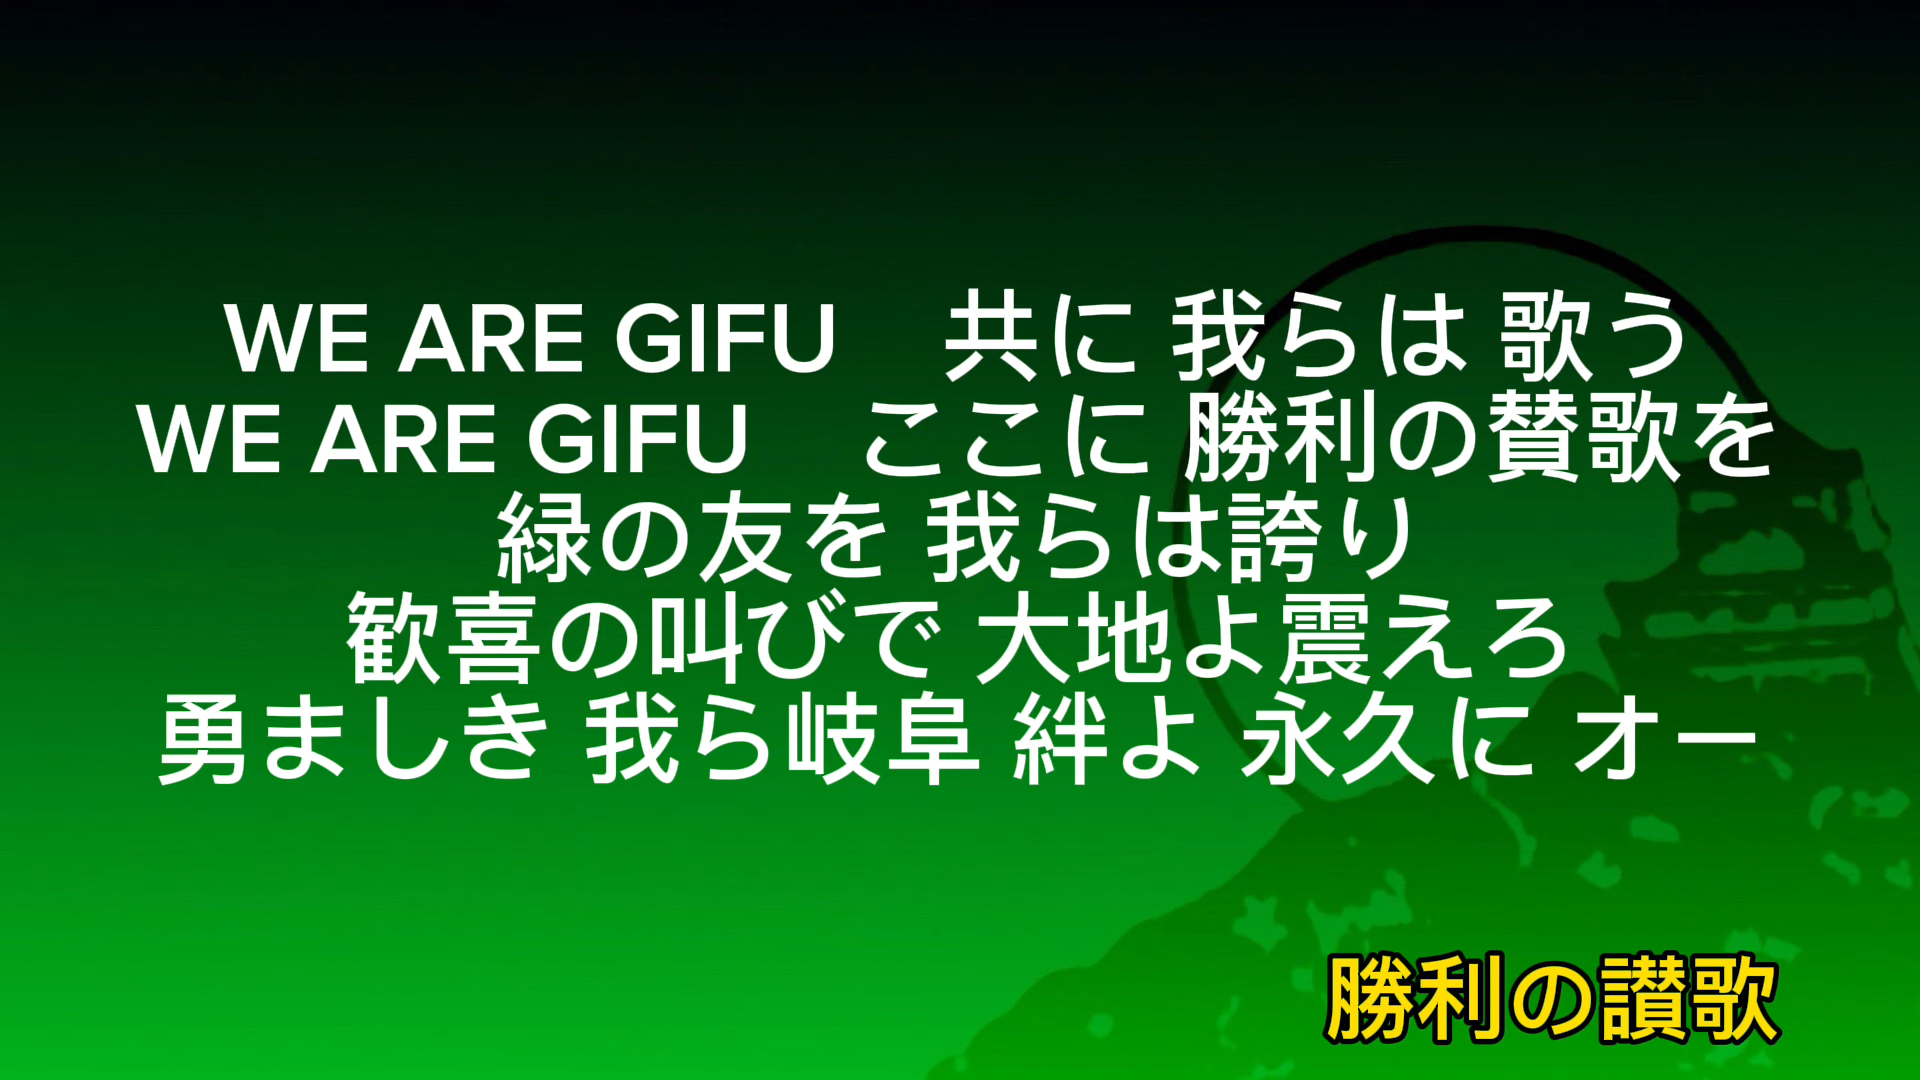 WE ARE GIFU　共に 我らは 歌う
WE ARE GIFU　ここに 勝利の賛歌を
緑の友を 我らは誇り
歓喜の叫びで 大地よ震えろ
勇ましき 我ら岐阜 絆よ 永久に オー
勝利の讃歌